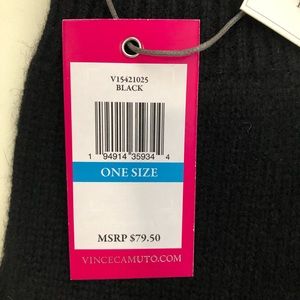 V15421025
BLACK
1 94914 35934 4
ONE SIZE
MSRP $79.50
VINCECAMUTO.COM